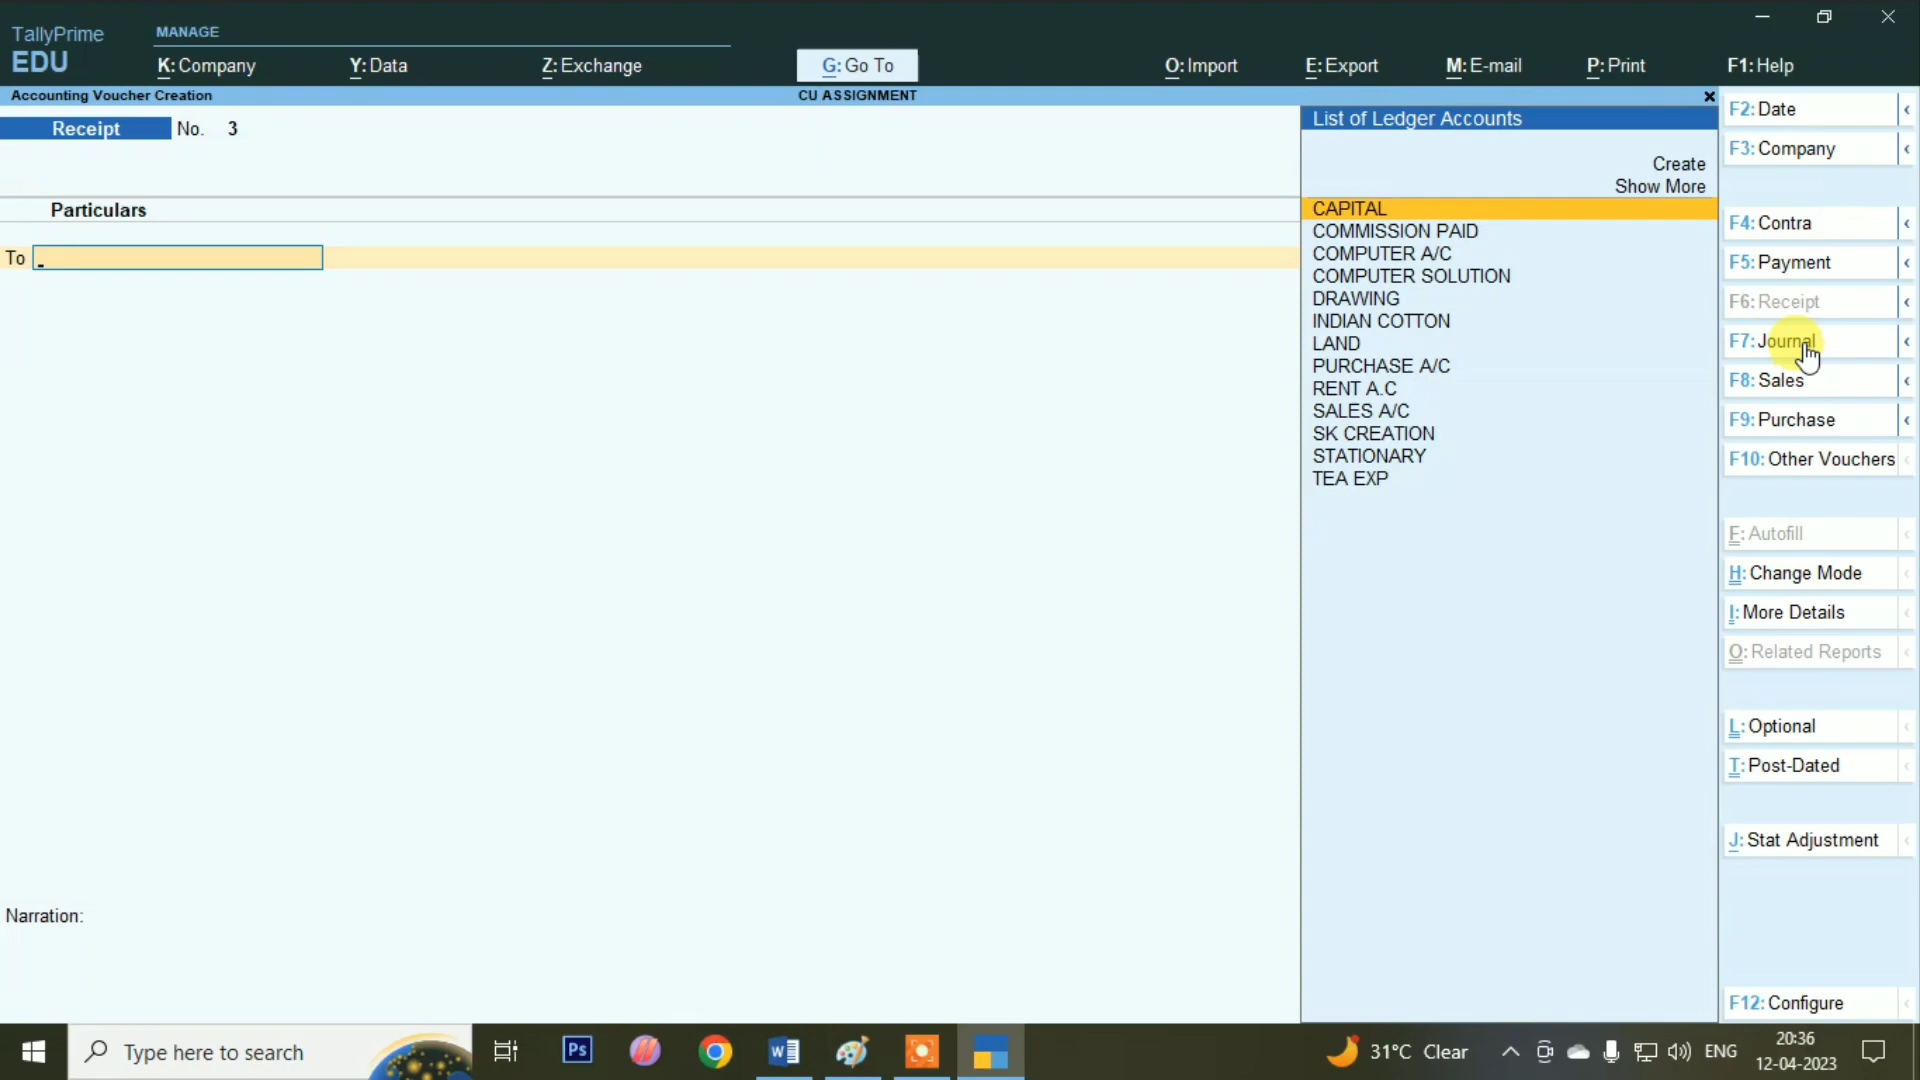 TallyPrime
EDU
MANAGE
K: Company
Y: Data
Z: Exchange
G: Go To
O: Import
E: Export
M: E-mail
P: Print
F1: Help
Accounting Voucher Creation
CU ASSIGNMENT
Receipt No. 3
Particulars
To
Narration:
List of Ledger Accounts
Create
Show More
CAPITAL
COMMISSION PAID
COMPUTER A/C
COMPUTER SOLUTION
DRAWING
INDIAN COTTON
LAND
PURCHASE A/C
RENT A.C
SALES A/C
SK CREATION
STATIONARY
TEA EXP
F2: Date
F3: Company
F4: Contra
F5: Payment
F6: Receipt
F7: Journal
F8: Sales
F9: Purchase
F10: Other Vouchers
F: Autofill
H: Change Mode
I: More Details
O: Related Reports
L: Optional
T: Post-Dated
J: Stat Adjustment
F12: Configure
Type here to search
Ps
W
31°C Clear
ENG
20:36
12-04-2023